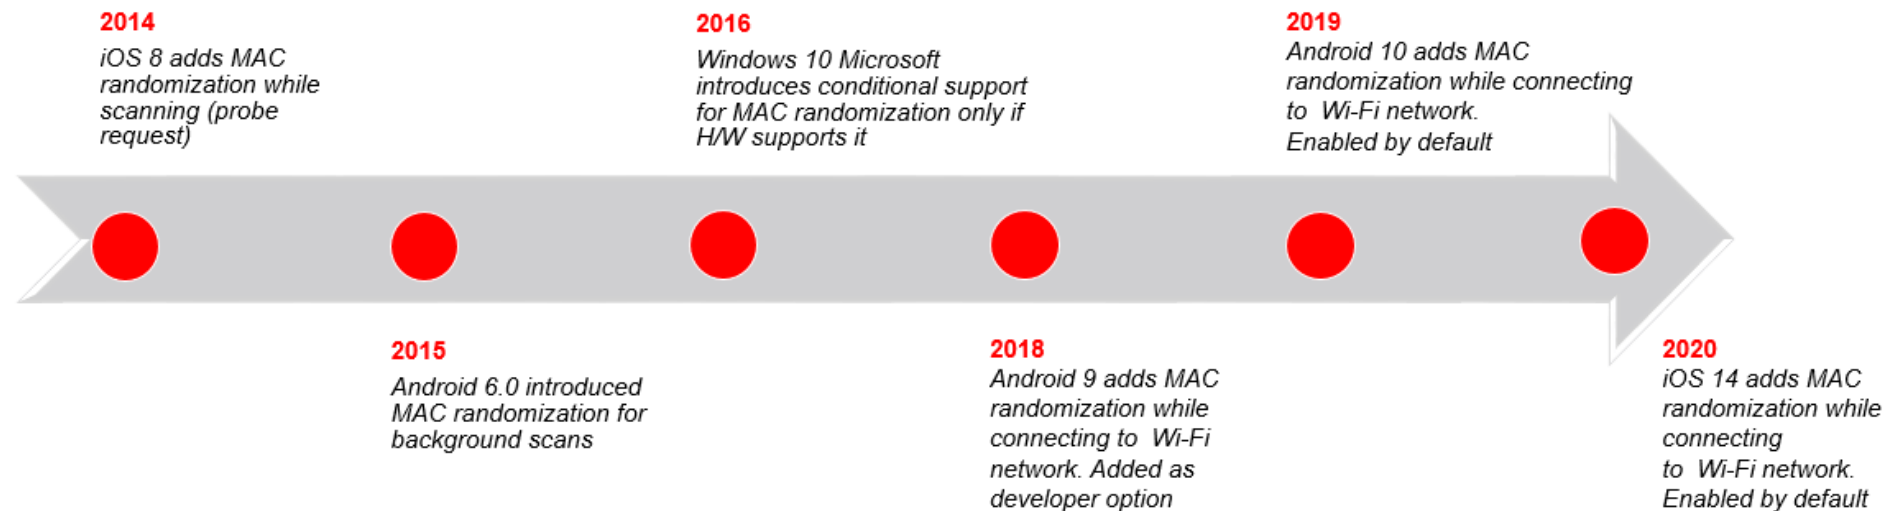 2014
iOS 8 adds MAC
randomization while
scanning (probe
request)
2015
Android 6.0 introduced
MAC randomization for
background scans
2016
Windows 10 Microsoft
introduces conditional support
for MAC randomization only if
H/W supports it
2018
Android 9 adds MAC
randomization while
connecting to  Wi-Fi
network. Added as
developer option
2019
Android 10 adds MAC
randomization while connecting
to  Wi-Fi network.
Enabled by default
2020
iOS 14 adds MAC
randomization while
connecting
to  Wi-Fi network.
Enabled by default